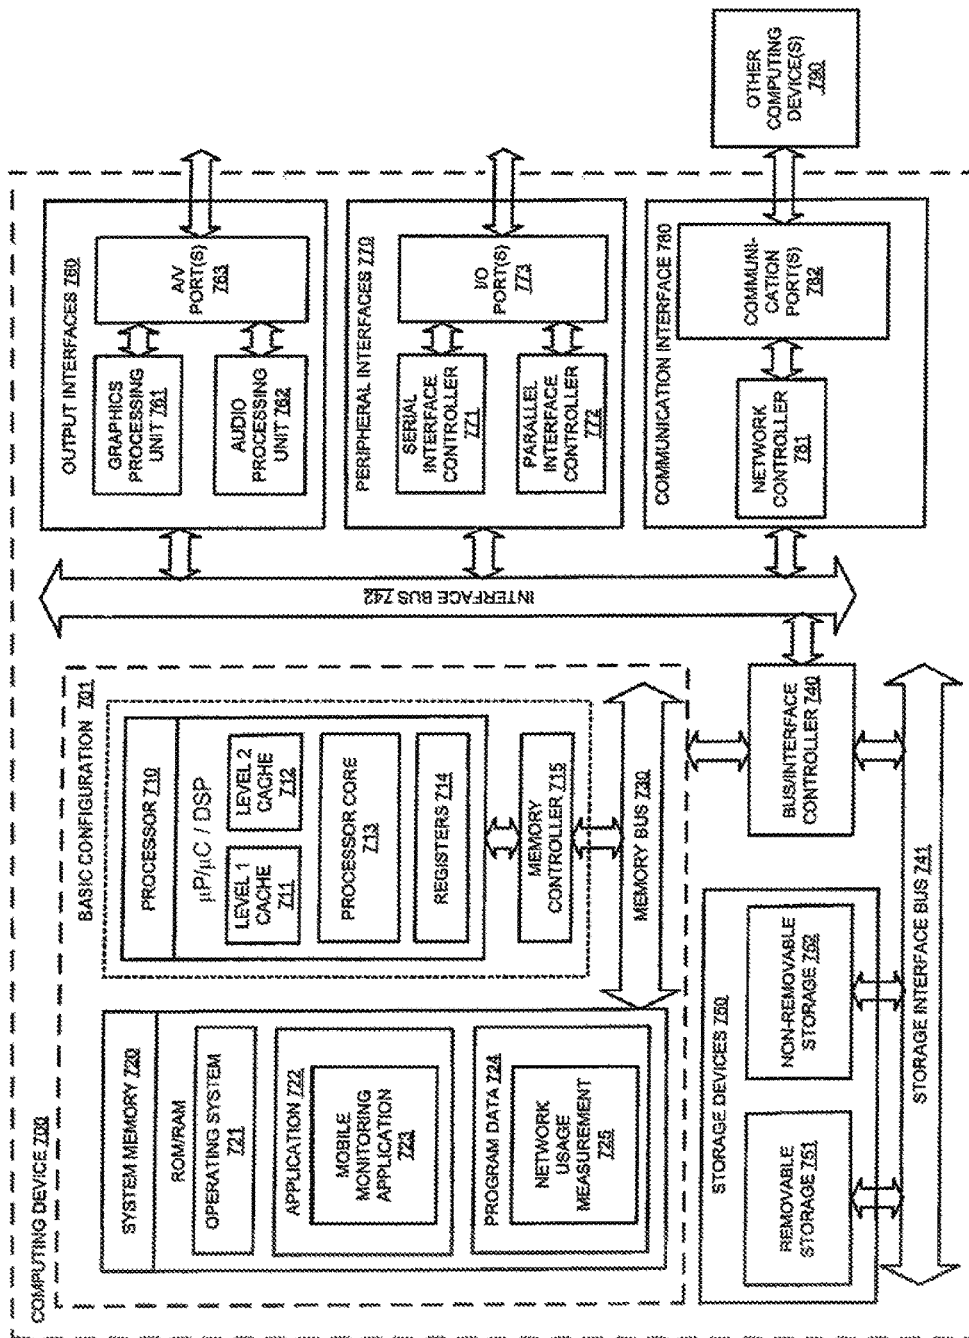 COMPUTING DEVICE 700
BASIC CONFIGURATION 701
SYSTEM MEMORY 720
ROM/RAM
OPERATING SYSTEM
721
APPLICATION 722
MOBILE
MONITORING
APPLICATION
723
PROGRAM DATA 724
NETWORK
USAGE
MEASUREMENT
725
PROCESSOR 710
µP/µC / DSP
LEVEL 1
CACHE
711
LEVEL 2
CACHE
712
PROCESSOR CORE
713
REGISTERS 714
MEMORY
CONTROLLER 715
MEMORY BUS 730
STORAGE DEVICES 750
REMOVABLE
STORAGE 751
NON-REMOVABLE
STORAGE 752
STORAGE INTERFACE BUS 741
BUS/INTERFACE
CONTROLLER 740
INTERFACE BUS 742
OUTPUT INTERFACES 760
GRAPHICS
PROCESSING
UNIT 761
AUDIO
PROCESSING
UNIT 762
A/V
PORT(S)
763
PERIPHERAL INTERFACES 770
SERIAL
INTERFACE
CONTROLLER
771
PARALLEL
INTERFACE
CONTROLLER
772
I/O
PORT(S)
773
COMMUNICATION INTERFACE 780
NETWORK
CONTROLLER
781
COMMUNI-
CATION
PORT(S)
782
OTHER
COMPUTING
DEVICE(S)
790